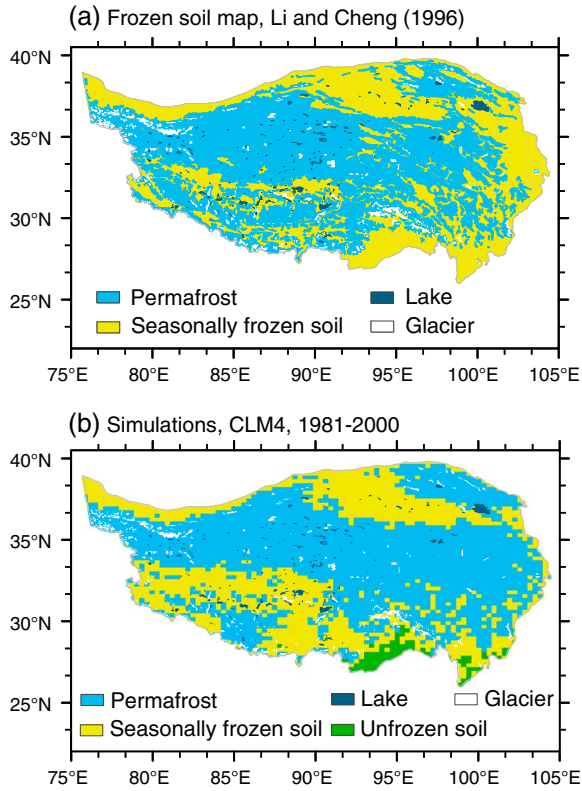 (a) Frozen soil map, Li and Cheng (1996)
40°N
35°N
30°N
25°N
Permafrost Lake
Seasonally frozen soil Glacier
75°E 80°E 85°E 90°E 95°E 100°E 105°E
(b) Simulations, CLM4, 1981-2000
40°N
35°N
30°N
25°N
Permafrost Lake Glacier
Seasonally frozen soil Unfrozen soil
75°E 80°E 85°E 90°E 95°E 100°E 105°E